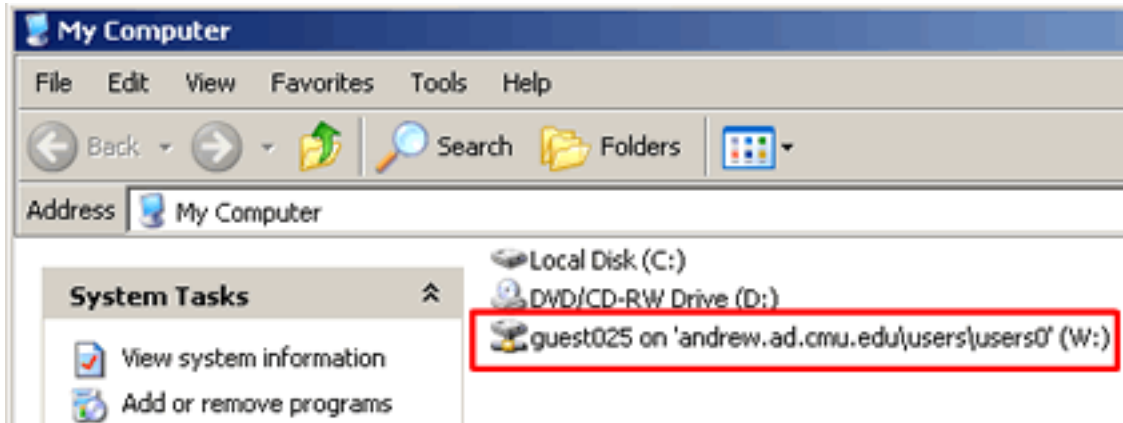 My Computer
File Edit View Favorites Tools Help
Back Search Folders
Address My Computer
Local Disk (C:)
DVD/CD-RW Drive (D:)
guest025 on 'andrew.ad.cmu.edu\users\users0' (W:)
System Tasks
View system information
Add or remove programs